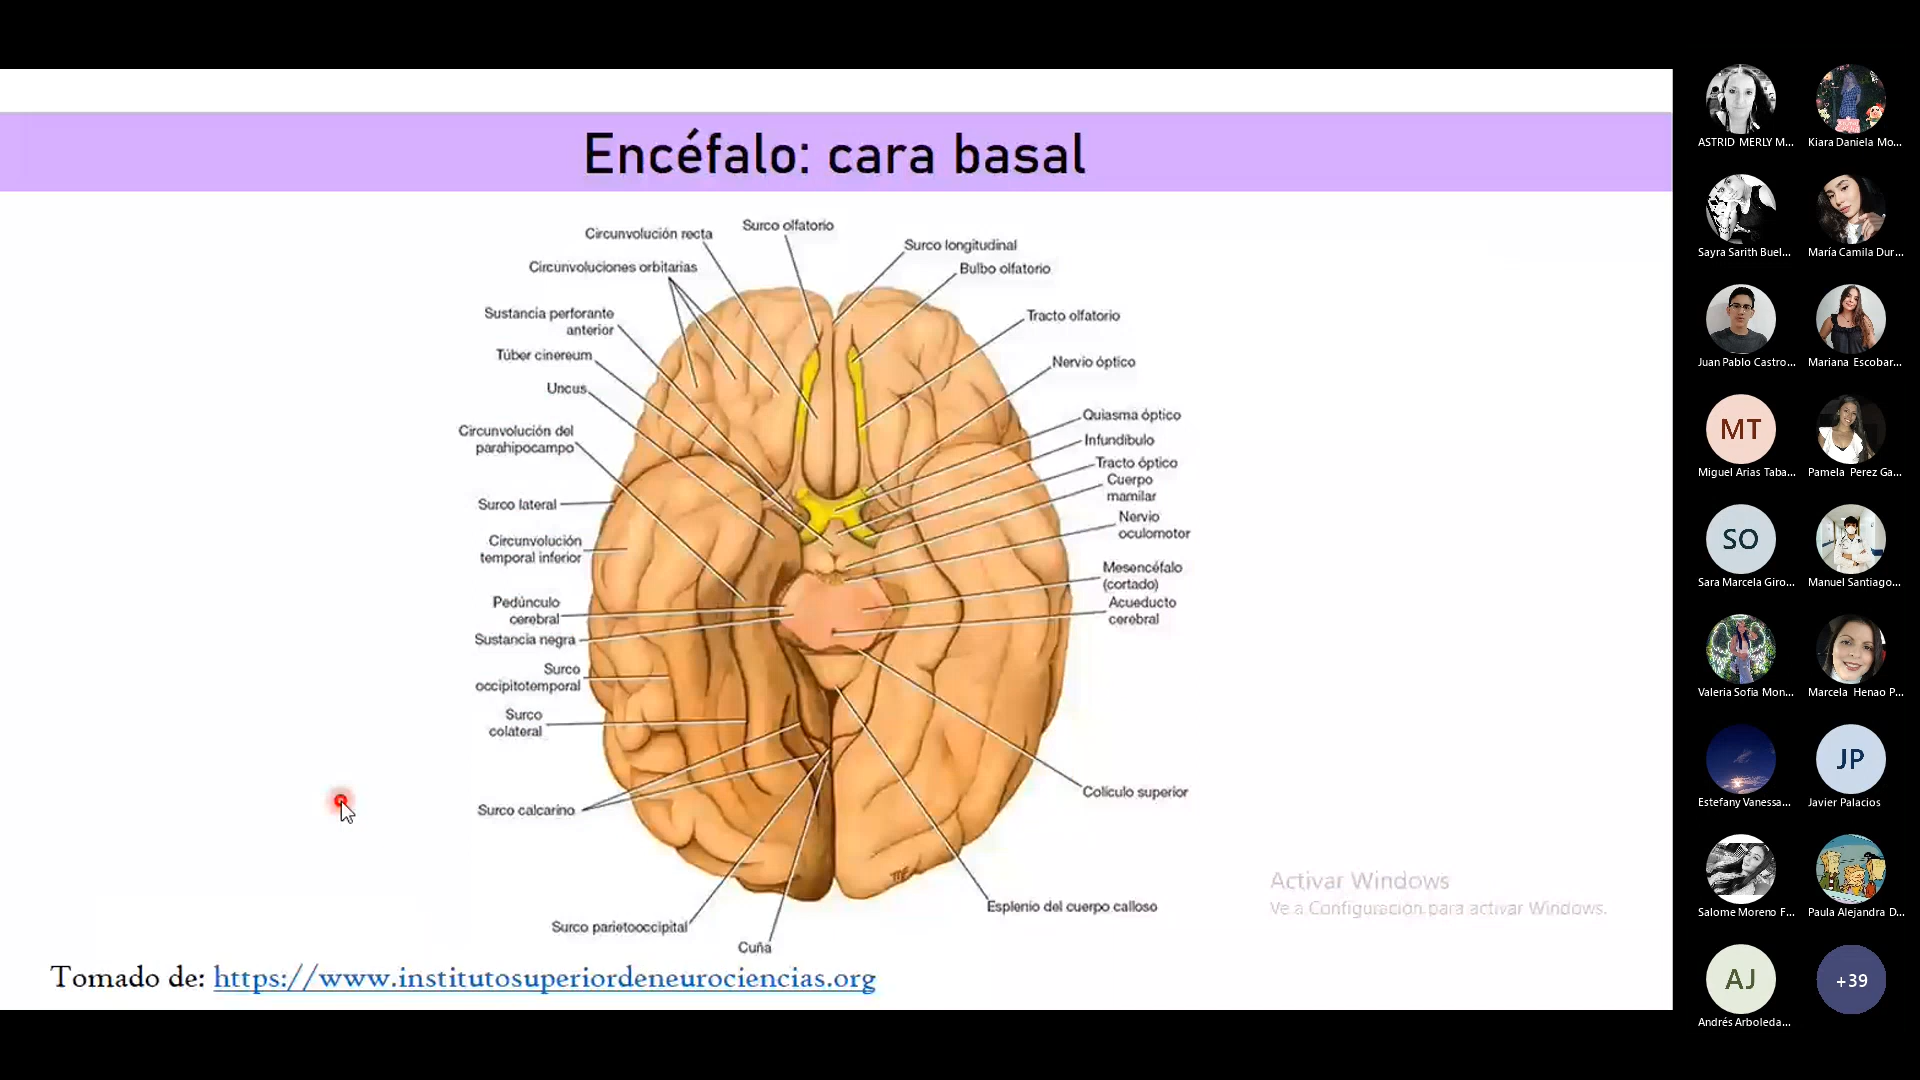 Encéfalo: cara basal
Surco olfatorio
Circunvolución recta
Surco longitudinal
Circunvoluciones orbitarias
Bulbo olfatorio
Sustancia perforante
anterior
Tracto olfatorio
Túber cinereum
Nervio óptico
Uncus
Quiasma óptico
Circunvolución del
parahipocampo
Infundíbulo
Tracto óptico
Cuerpo
mamilar
Surco lateral
Nervio
oculomotor
Circunvolución
temporal inferior
Mesencéfalo
(cortado)
Pedúnculo
cerebral
Acueducto
cerebral
Sustancia negra
Surco
occipitotemporal
Surco
colateral
Colículo superior
Surco calcarino
Esplenio del cuerpo calloso
Surco parietooccipital
Cuña
Tomado de: https://www.institutosuperiordeneurociencias.org
Activar Windows
Ve a Configuración para activar Windows.
ASTRID MERLY M...
Kiara Daniela Mo...
Sayra Sarith Buel...
María Camila Dur...
Juan Pablo Castro...
Mariana Escobar...
MT
Miguel Arias Taba...
Pamela Perez Ga...
SO
Sara Marcela Giro...
Manuel Santiago...
Valeria Sofia Mon...
Marcela Henao P...
Estefany Vanessa...
JP
Javier Palacios
Salome Moreno F...
Paula Alejandra D...
AJ
Andrés Arboleda...
+39